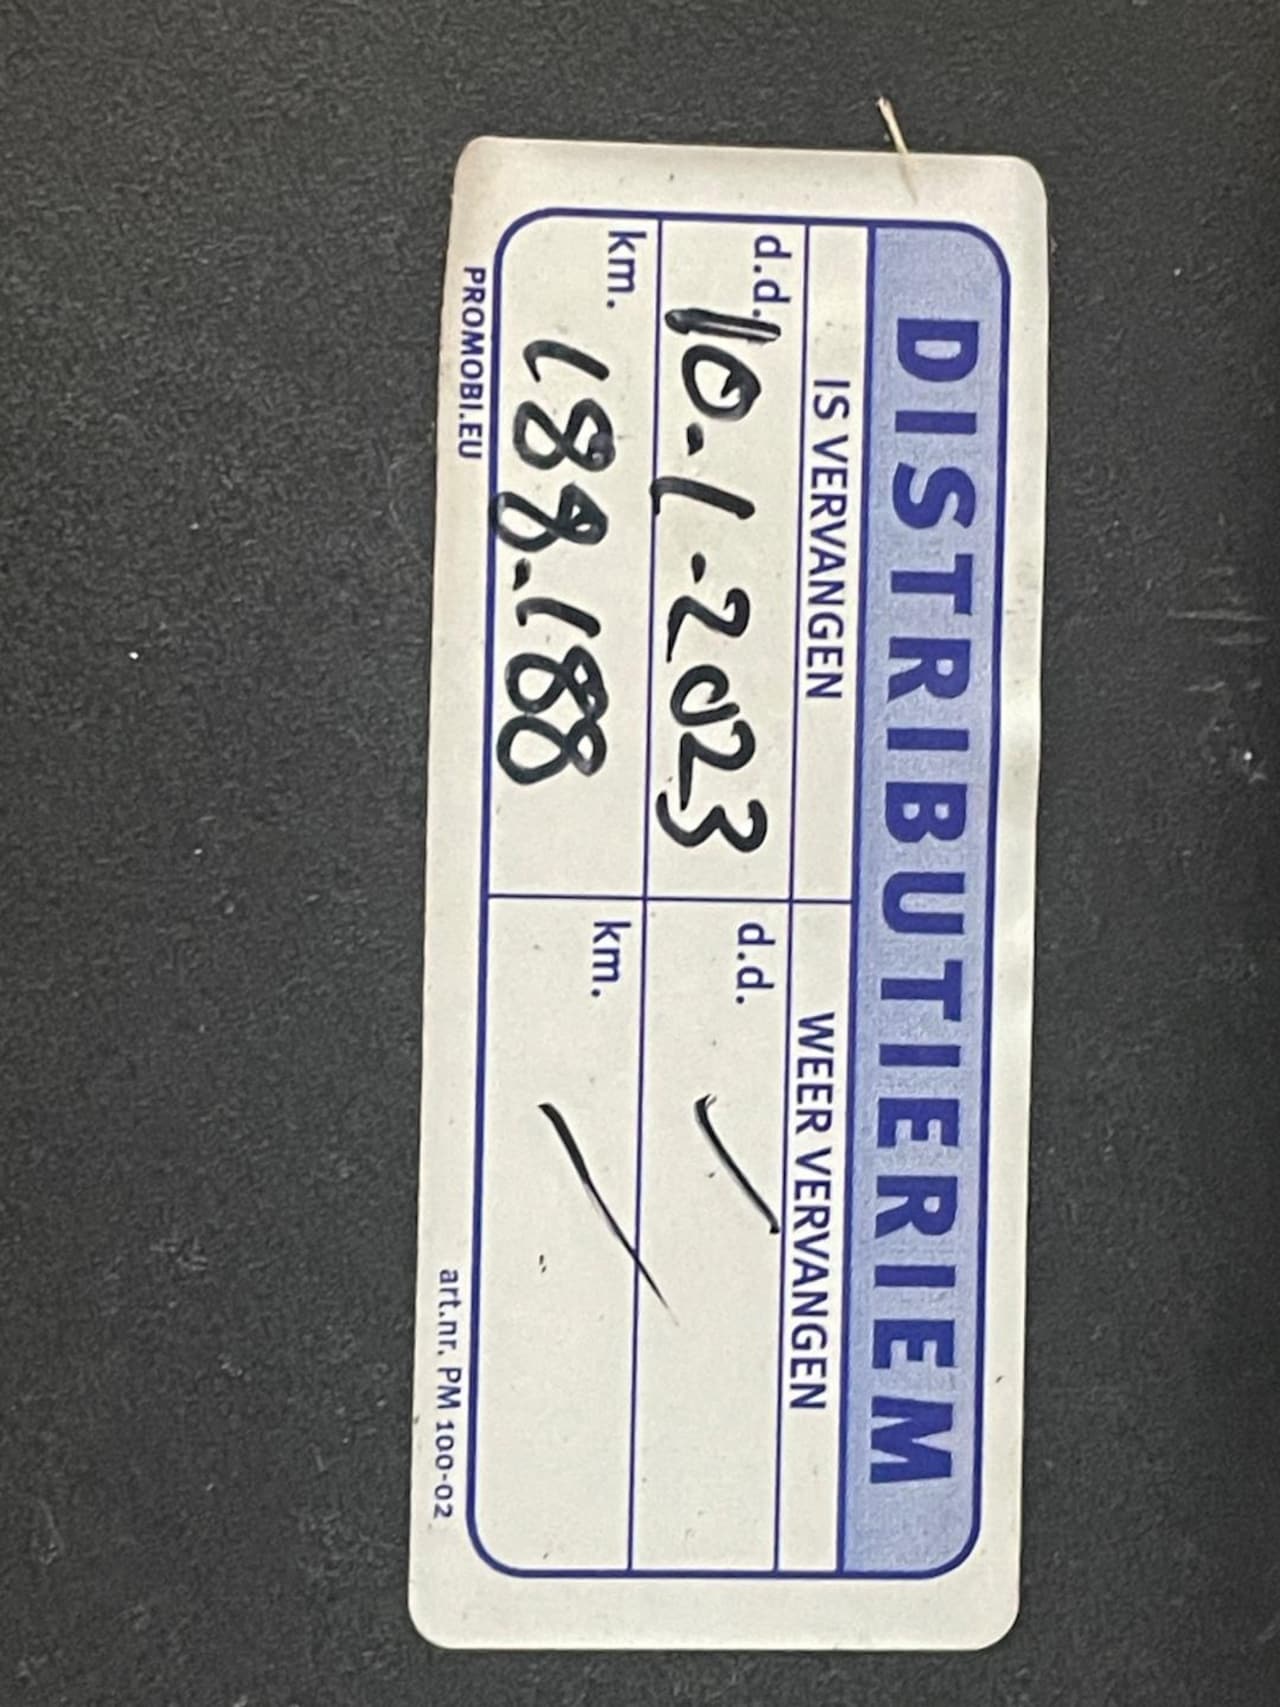 DISTRIBUTIERIEM
IS VERVANGEN
WEER VERVANGEN
d.d. 10-1-2023
d.d. /
km. 188.188
km. /
PROMOBI.EU
art.nr. PM 100-02